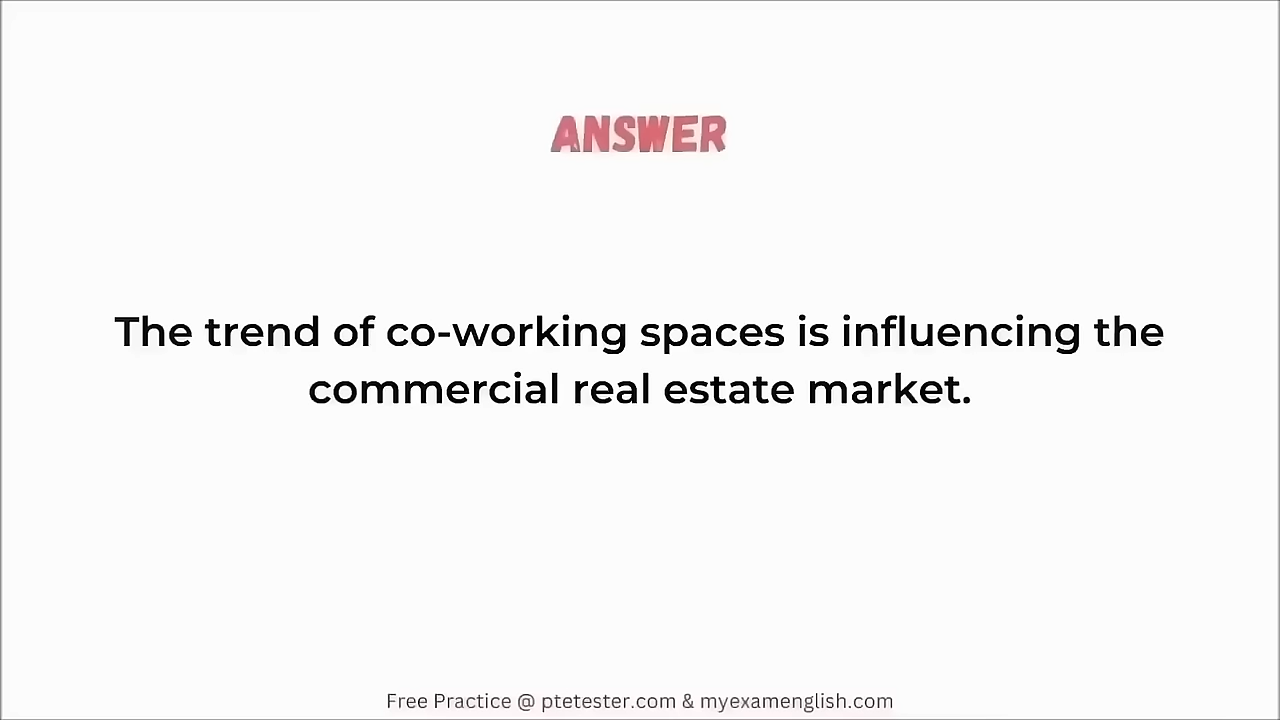 ANSWER
The trend of co-working spaces is influencing the
commercial real estate market.
Free Practice @ ptetester.com & myexamenglish.com